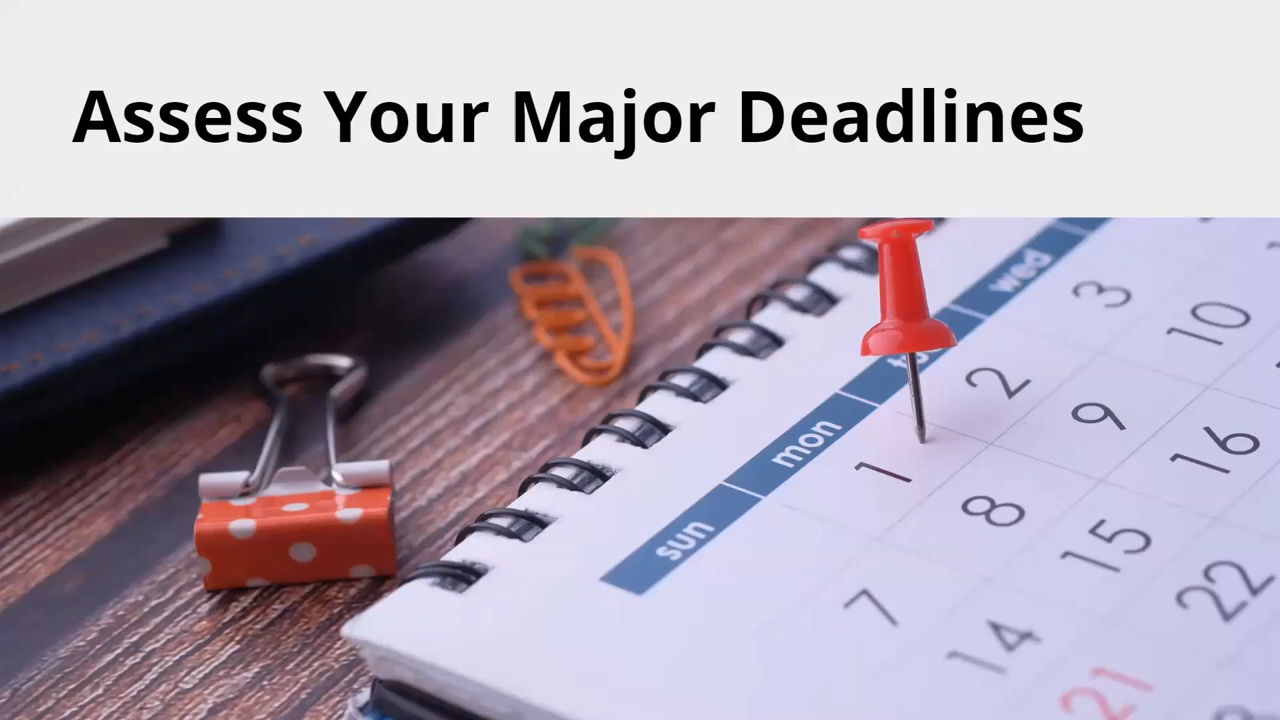 Assess Your Major Deadlines
sun mon wed
1 2 3
7 8 9 10
14 15 16
21 22